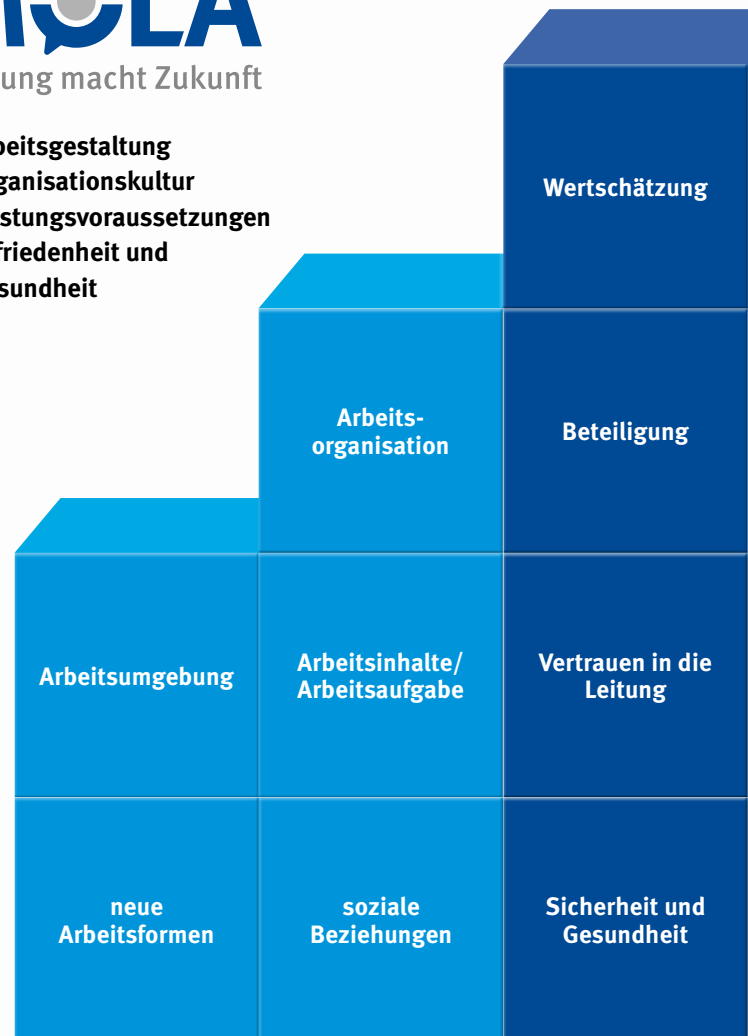 ung macht Zukunft
beitsgestaltung
ganisationskultur
stungsvoraussetzungen
friedenheit und
sundheit
Wertschätzung
Arbeits-
organisation
Beteiligung
Arbeitsumgebung
Arbeitsinhalte/
Arbeitsaufgabe
Vertrauen in die
Leitung
neue
Arbeitsformen
soziale
Beziehungen
Sicherheit und
Gesundheit